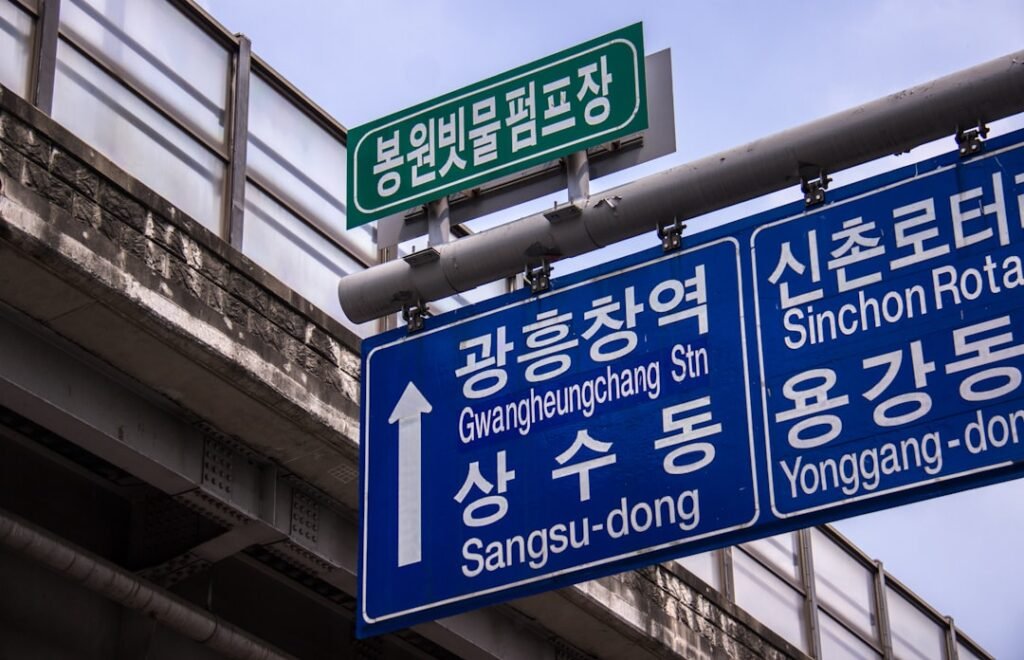 봉원빗물펌프장
광흥창역
Gwangheungchang Stn
상수동
Sangsu-dong
신촌로터리
Sinchon Rota
용강동
Yonggang-don